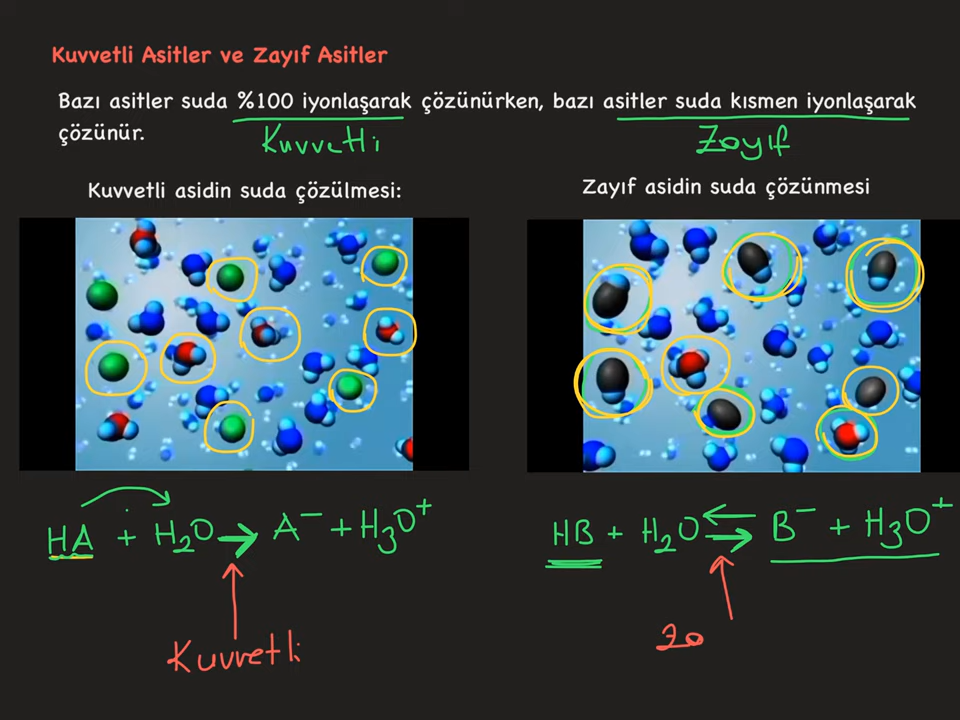 Kuvvetli Asitler ve Zayıf Asitler
Bazı asitler suda %100 iyonlaşarak çözünürken, bazı asitler suda kısmen iyonlaşarak
çözünür.
Kuvvetli
Zayıf
Kuvvetli asidin suda çözülmesi:
Zayıf asidin suda çözünmesi
HA + H₂O → A⁻ + H₃O⁺
HB + H₂O ⇄ B⁻ + H₃O⁺
Kuvvetli
Za